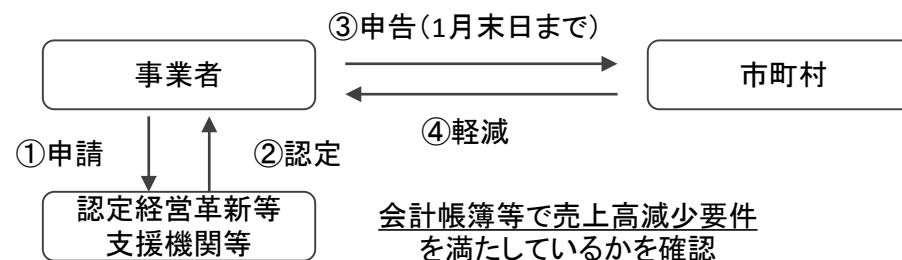 ③申告(1月末日まで)
事業者
市町村
④軽減
①申請
②認定
認定経営革新等
支援機関等
会計帳簿等で売上高減少要件
を満たしているかを確認